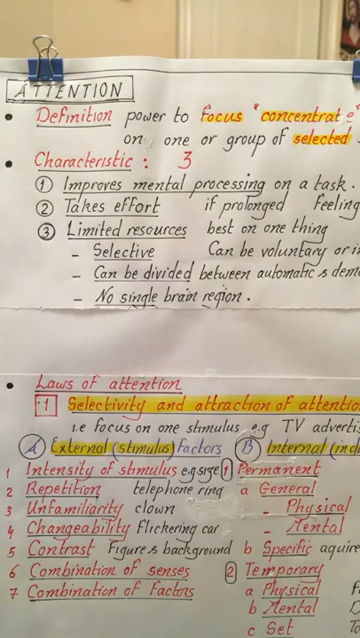 ATTENTION
• Definition power to focus "concentrat
on one or group of selected
• Characteristic : 3
① Improves mental processing on a task.
② Takes effort if prolonged Feeling
③ Limited resources best on one thing
- Selective Can be voluntary or in
- Can be divided between automatic & dema
- No single brain region.
• Laws of attention
1 Selectivity and attraction of attentio
i.e focus on one stimulus e.g TV adverti
Ⓐ External (stimulus) Factors Ⓑ Internal (indi
1 Intensity of stimulus e.g 1 Permanent
2 Repetition telephone ring a General
3 Unfamiliarity clown - Physical
4 Changeability Flickering car - Mental
5 Contrast Figure & background b Specific aquire
6 Combination of senses 2 Temporary
7 Combination of Factors a Physical
b Mental
c Set